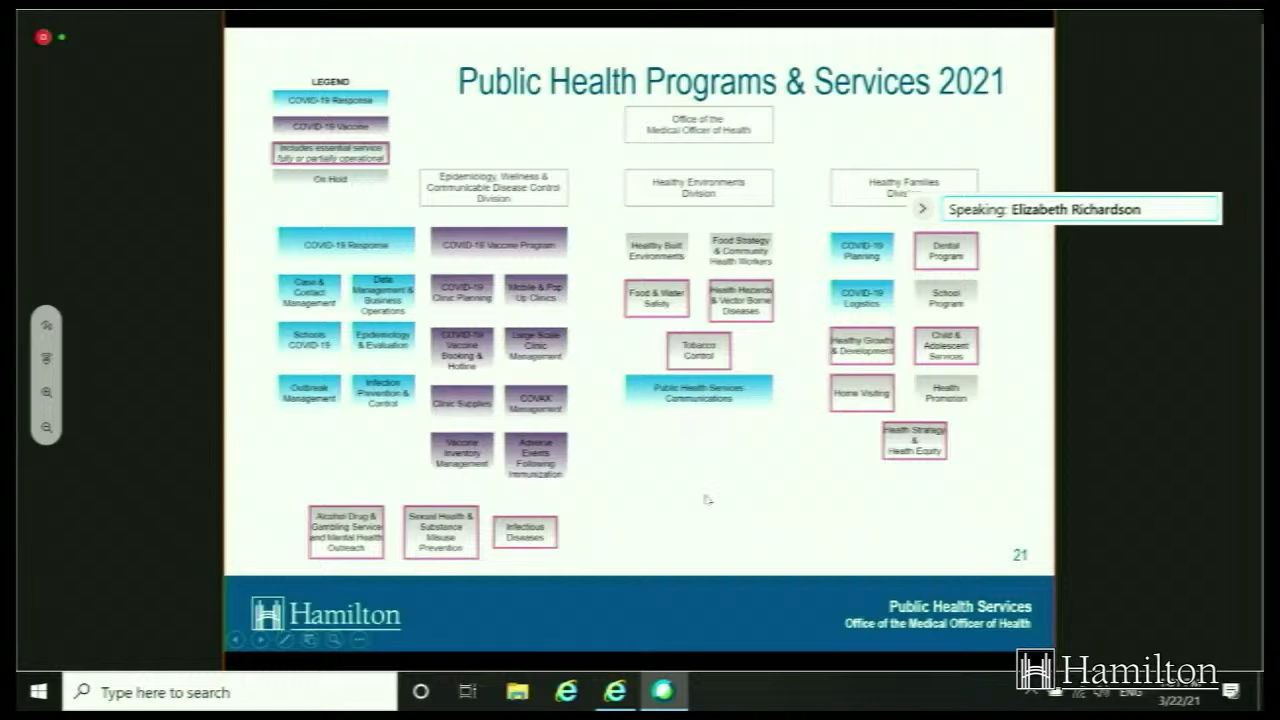 LEGEND
COVID-19 Response
COVID-19 Vaccine
Includes essential service
fully or partially operational
On Hold
Public Health Programs & Services 2021
Office of the
Medical Officer of Health
Epidemiology, Wellness &
Communicable Disease Control
Division
Healthy Environments
Division
Healthy Families
Speaking: Elizabeth Richardson
COVID-19 Response
Case &
Contact
Management
Data
Management &
Business
Operations
Schools
COVID-19
Epidemiology
& Evaluation
Outbreak
Management
Infection
Prevention &
Control
COVID-19 Vaccine Program
COVID-19
Clinic Planning
Mobile & Pop
Up Clinics
COVID-19
Vaccine
Booking &
Hotline
Large Scale
Clinic
Management
Clinic Supplies
COVAX
Management
Vaccine
Inventory
Management
Adverse
Events
Following
Immunization
Alcohol Drug &
Gambling Service
and Mental Health
Outreach
Sexual Health &
Substance
Misuse
Prevention
Infectious
Diseases
Healthy Built
Environments
Food Strategy
& Community
Health Workers
Food & Water
Safety
Health Hazards
& Vector Borne
Diseases
Tobacco
Control
Public Health Services
Communications
COVID-19
Planning
Dental
Program
COVID-19
Logistics
School
Program
Healthy Growth
& Development
Child &
Adolescent
Services
Home Visiting
Health
Promotion
Health Strategy
&
Health Equity
21
Hamilton
Public Health Services
Office of the Medical Officer of Health
Hamilton
Type here to search
ENG
3/22/21